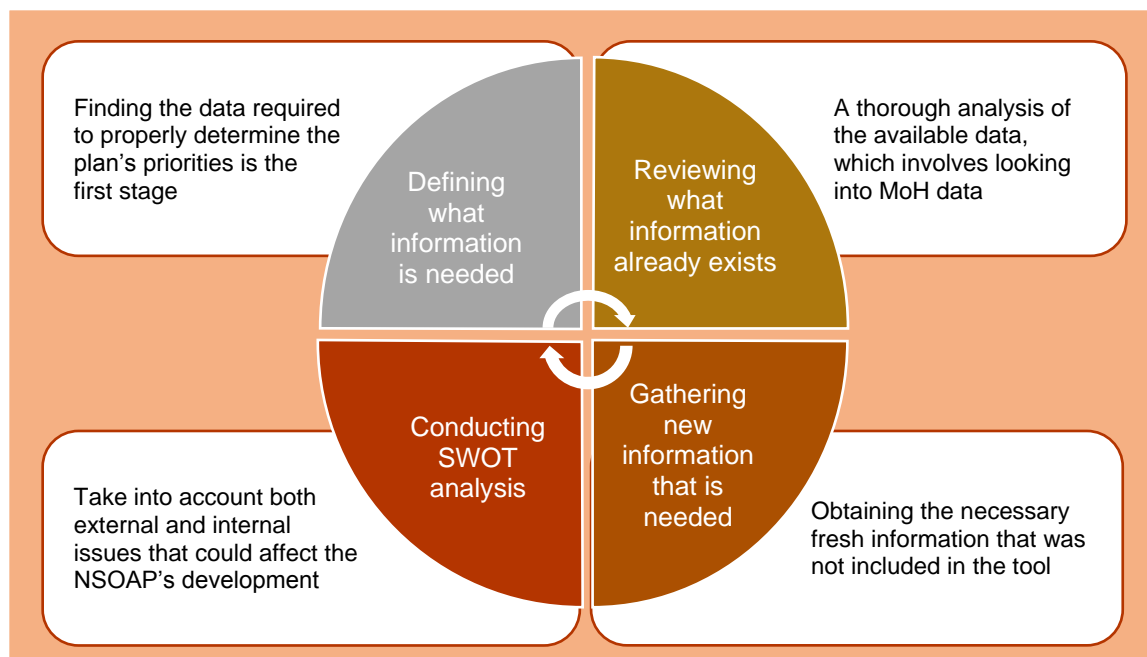 Finding the data required
to properly determine the
plan's priorities is the
first stage
Defining
what
information
is needed
Reviewing
what
information
already exists
A thorough analysis of
the available data,
which involves looking
into MoH data
Take into account both
external and internal
issues that could affect the
NSOAP's development
Conducting
SWOT
analysis
Gathering
new
information
that is
needed
Obtaining the necessary
fresh information that was
not included in the tool